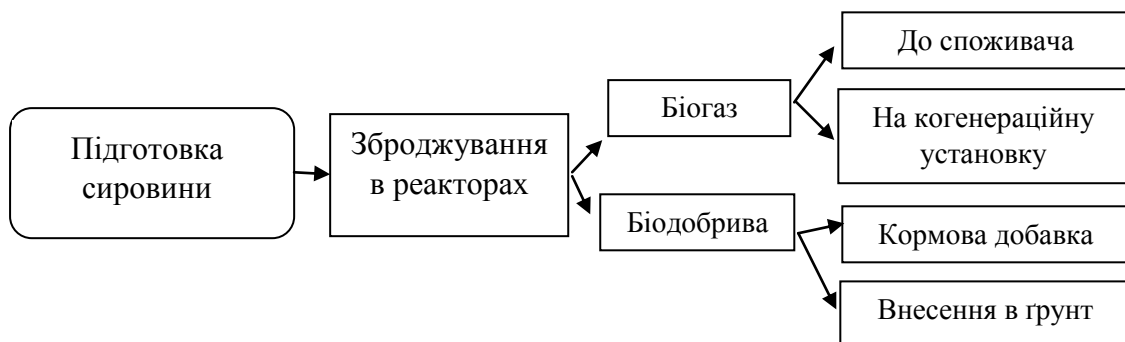 Підготовка
сировини
Зброджування
в реакторах
Біогаз
Біодобрива
До споживача
На когенераційну
установку
Кормова добавка
Внесення в ґрунт